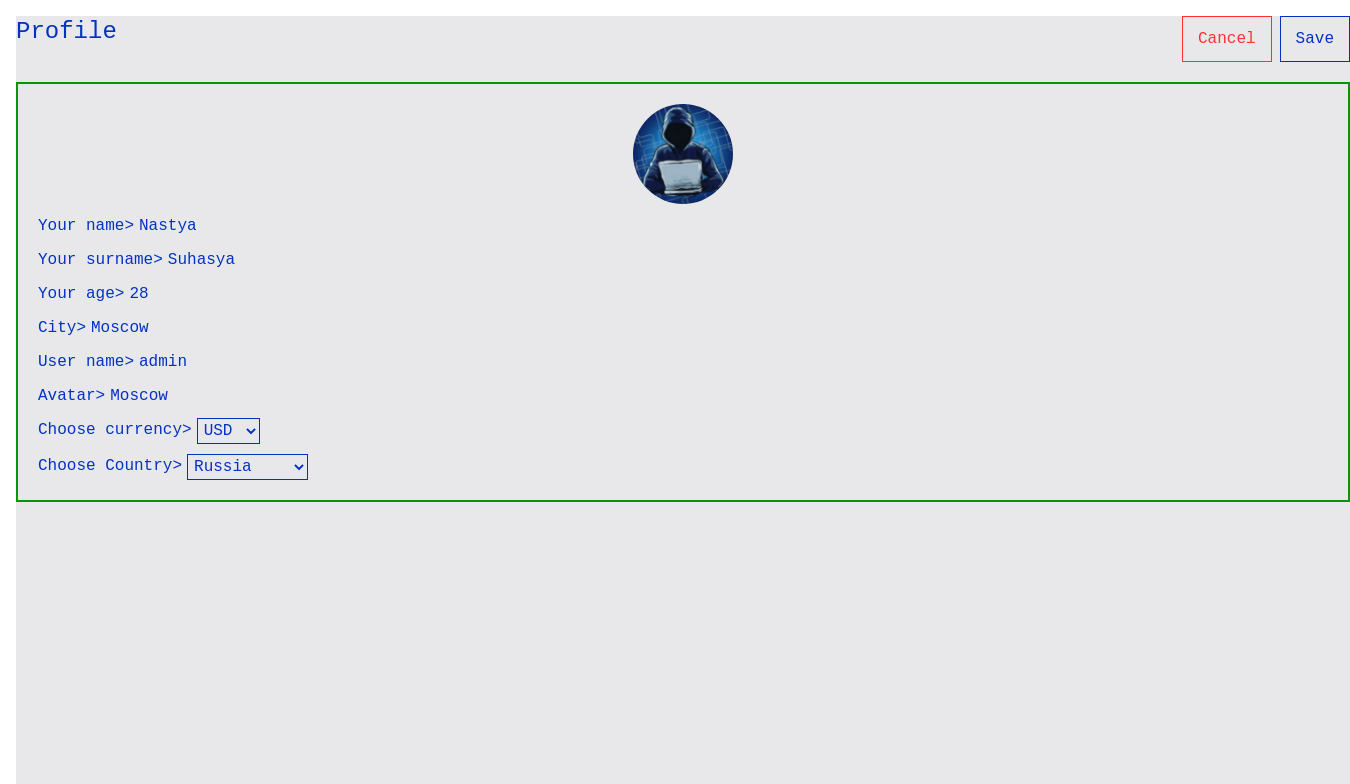 Profile
Cancel Save
Your name> Nastya
Your surname> Suhasya
Your age> 28
City> Moscow
User name> admin
Avatar> Moscow
Choose currency> USD
Choose Country> Russia